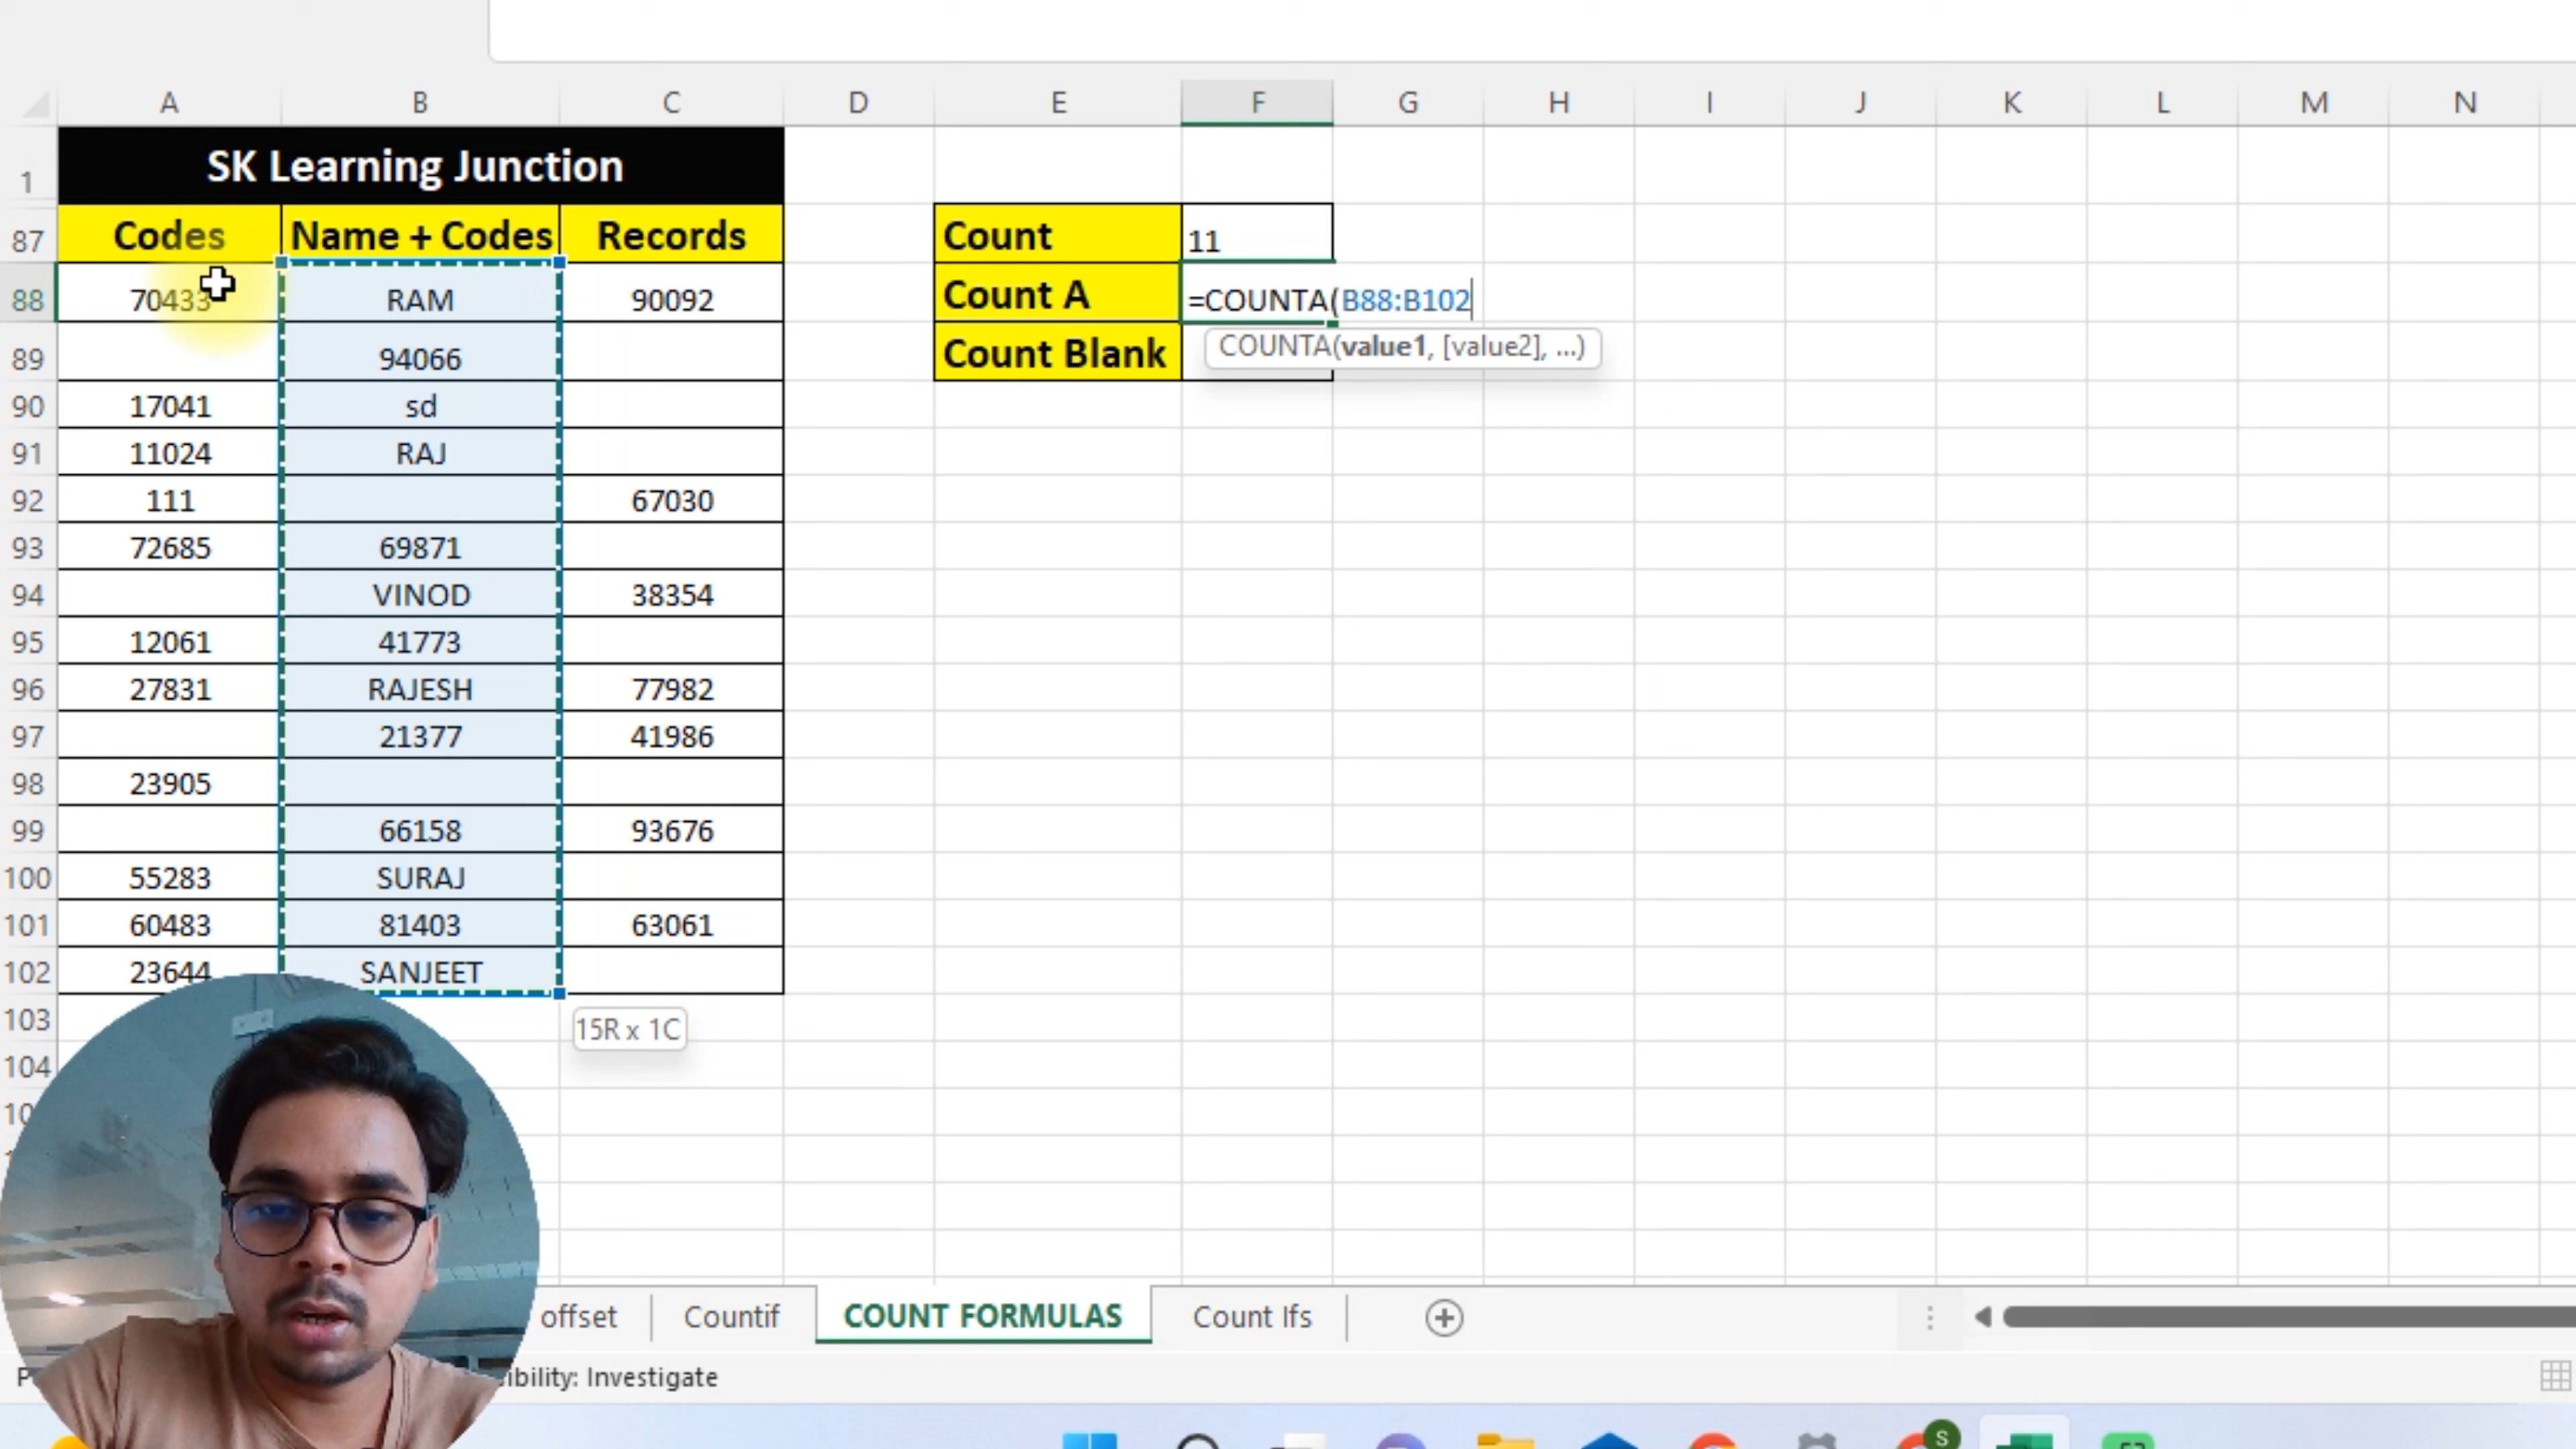 A B C D E F G H I J K L M N
1 SK Learning Junction
87 Codes Name + Codes Records Count 11
88 70433 RAM 90092 Count A =COUNTA(B88:B102
89 94066 Count Blank COUNTA(value1, [value2], ...)
90 17041 sd
91 11024 RAJ
92 111 67030
93 72685 69871
94 VINOD 38354
95 12061 41773
96 27831 RAJESH 77982
97 21377 41986
98 23905
99 66158 93676
100 55283 SURAJ
101 60483 81403 63061
102 23644 SANJEET
103 15R x 1C
104
offset Countif COUNT FORMULAS Count Ifs
Investigate
S